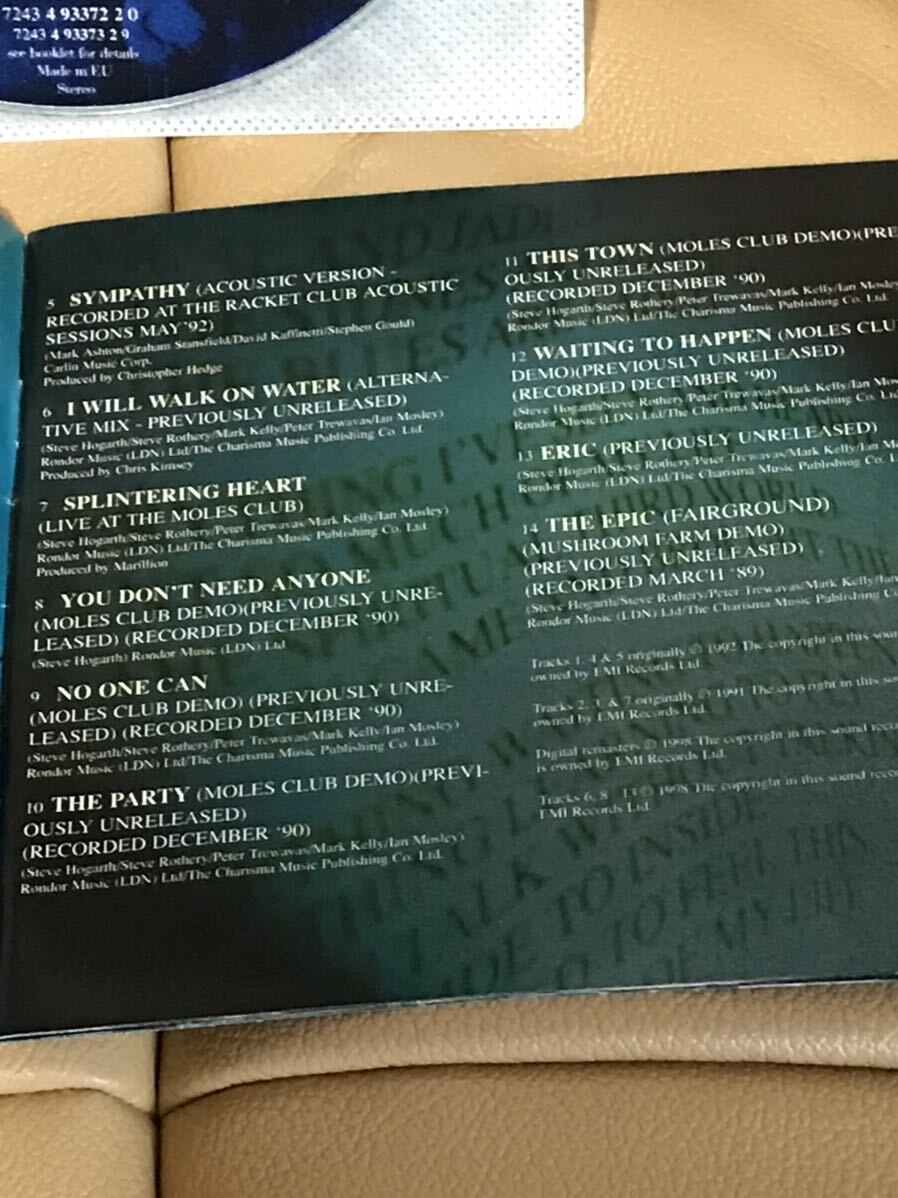 7243 4 93372 2 0
7243 4 93373 2 9
see booklet for details
Made in EU
Stereo
5 SYMPATHY (ACOUSTIC VERSION -
RECORDED AT THE RACKET CLUB ACOUSTIC
SESSIONS MAY'92)
(Mark Ashton/Graham Stansfield/David Kaffinetti/Stephen Gould)
Carlin Music Corp.
Produced by Christopher Hedge
6 I WILL WALK ON WATER (ALTERNA-
TIVE MIX - PREVIOUSLY UNRELEASED)
(Steve Hogarth/Steve Rothery/Mark Kelly/Peter Trewavas/Ian Mosley)
Rondor Music (LDN) Ltd/The Charisma Music Publishing Co. Ltd.
Produced by Chris Kimsey
7 SPLINTERING HEART
(LIVE AT THE MOLES CLUB)
(Steve Hogarth/Steve Rothery/Peter Trewavas/Mark Kelly/Ian Mosley)
Rondor Music (LDN) Ltd/The Charisma Music Publishing Co. Ltd.
Produced by Marillion
8 YOU DON'T NEED ANYONE
(MOLES CLUB DEMO)(PREVIOUSLY UNRE-
LEASED) (RECORDED DECEMBER '90)
(Steve Hogarth) Rondor Music (LDN) Ltd
9 NO ONE CAN
(MOLES CLUB DEMO) (PREVIOUSLY UNRE-
LEASED) (RECORDED DECEMBER '90)
(Steve Hogarth/Steve Rothery/Peter Trewavas/Mark Kelly/Ian Mosley)
Rondor Music (LDN) Ltd/The Charisma Music Publishing Co. Ltd.
10 THE PARTY (MOLES CLUB DEMO)(PREVI-
OUSLY UNRELEASED)
(RECORDED DECEMBER '90)
(Steve Hogarth/Steve Rothery/Peter Trewavas/Mark Kelly/Ian Mosley)
Rondor Music (LDN) Ltd/The Charisma Music Publishing Co. Ltd.
11 THIS TOWN (MOLES CLUB DEMO)(PRE
OUSLY UNRELEASED)
(RECORDED DECEMBER '90)
(Steve Hogarth/Steve Rothery/Peter Trewavas/Mark Kelly/Ian
Rondor Music (LDN) Ltd/The Charisma Music Publishing Co. Ltd.
12 WAITING TO HAPPEN (MOLES CLU
DEMO)(PREVIOUSLY UNRELEASED)
(RECORDED DECEMBER '90)
(Steve Hogarth/Steve Rothery/Peter Trewavas/Mark Kelly/Ian Mos
Rondor Music (LDN) Ltd/The Charisma Music Publishing Co. Ltd.
13 ERIC (PREVIOUSLY UNRELEASED)
(Steve Hogarth/Steve Rothery/Peter Trewavas/Mark Kelly/Ian M
Rondor Music (LDN) Ltd/The Charisma Music Publishing Co. L
14 THE EPIC (FAIRGROUND)
(MUSHROOM FARM DEMO)
(PREVIOUSLY UNRELEASED)
(RECORDED MARCH '89)
(Steve Hogarth/Steve Rothery/Peter Trewavas/Mark Kelly/Ian
Rondor Music (LDN) Ltd/The Charisma Music Publishing C
Tracks 1, 4 & 5 originally ℗ 1992 The copyright in this soun
owned by EMI Records Ltd.
Tracks 2, 3, & 7 originally ℗ 1991 The copyright in this so
owned by EMI Records Ltd.
Digital remasters ℗ 1998 The copyright in this sound reco
is owned by EMI Records Ltd.
Tracks 6, 8 - 13 ℗ 1998 The copyright in this sound reco
EMI Records Ltd.